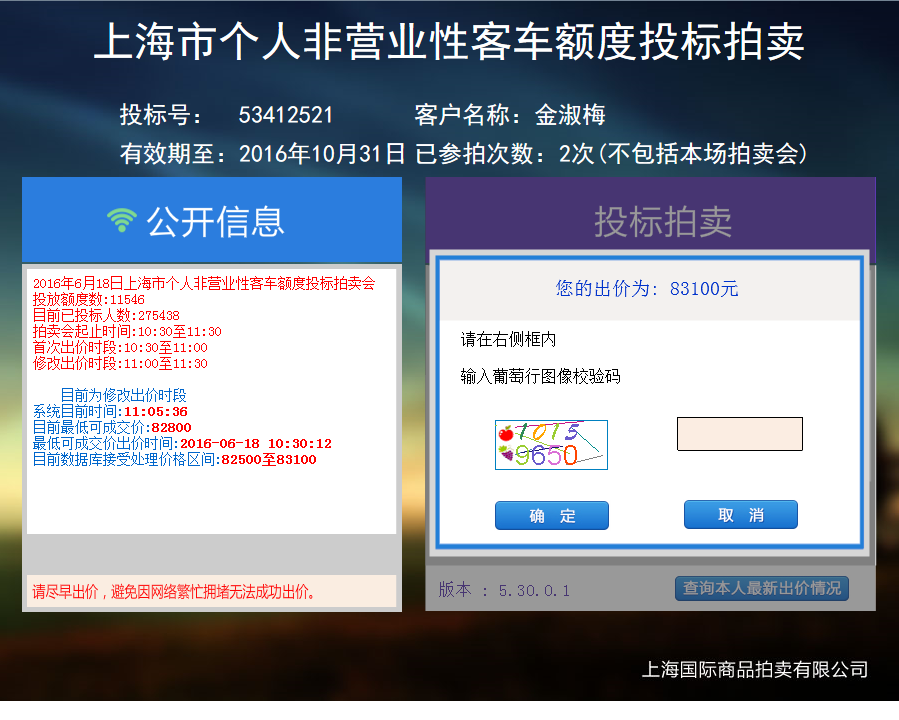 上海市个人非营业性客车额度投标拍卖
投标号： 53412521 客户名称：金淑梅
有效期至：2016年10月31日 已参拍次数：2次(不包括本场拍卖会)
公开信息
2016年6月18日上海市个人非营业性客车额度投标拍卖会
投放额度数:11546
目前已投标人数:275438
拍卖会起止时间:10:30至11:30
首次出价时段:10:30至11:00
修改出价时段:11:00至11:30
目前为修改出价时段
系统目前时间:11:05:36
目前最低可成交价:82800
最低可成交价出价时间:2016-06-18 10:30:12
目前数据库接受处理价格区间:82500至83100
请尽早出价，避免因网络繁忙拥堵无法成功出价。
投标拍卖
您的出价为: 83100元
请在右侧框内
输入葡萄行图像校验码
1015
9650
确 定 取 消
版本 : 5.30.0.1 查询本人最新出价情况
上海国际商品拍卖有限公司